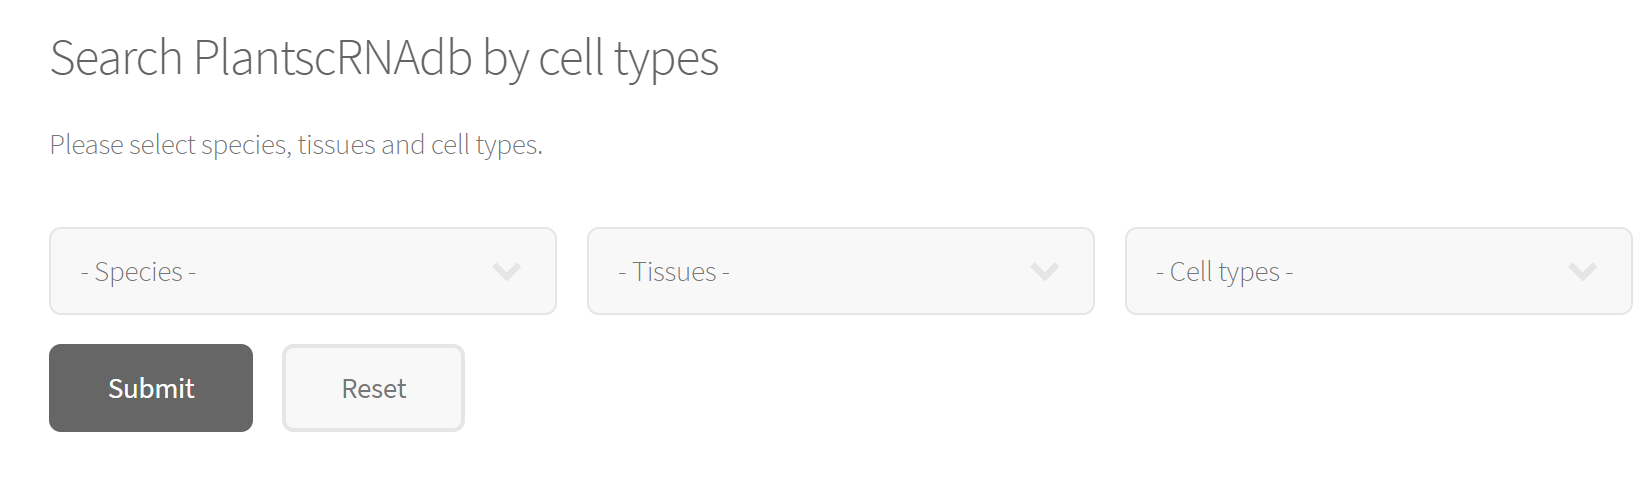 Search PlantscRNAdb by cell types
Please select species, tissues and cell types.
- Species -
- Tissues -
- Cell types -
Submit
Reset